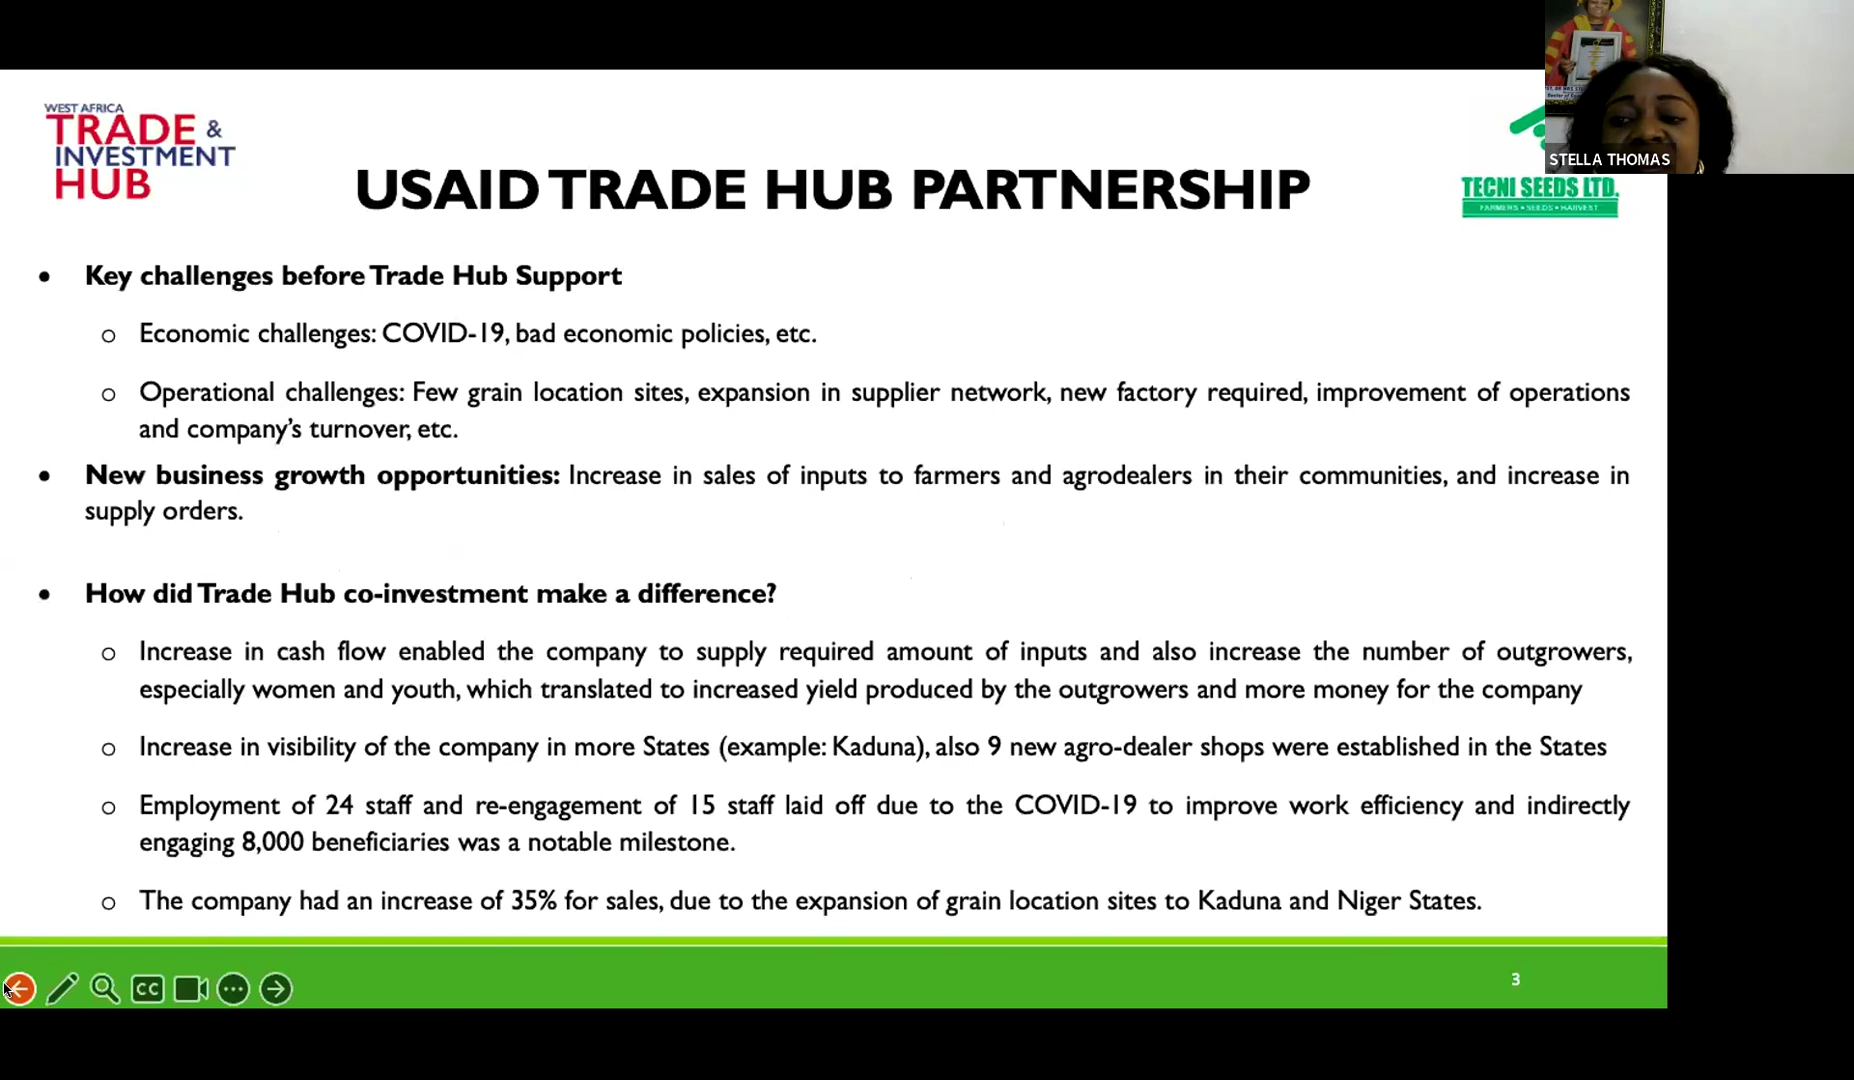 WEST AFRICA
TRADE &
INVESTMENT
HUB
USAID TRADE HUB PARTNERSHIP
STELLA THOMAS
TECNI SEEDS LTD.
FARMERS • SEEDS • HARVEST
• Key challenges before Trade Hub Support
o Economic challenges: COVID-19, bad economic policies, etc.
o Operational challenges: Few grain location sites, expansion in supplier network, new factory required, improvement of operations
and company's turnover, etc.
• New business growth opportunities: Increase in sales of inputs to farmers and agrodealers in their communities, and increase in
supply orders.
• How did Trade Hub co-investment make a difference?
o Increase in cash flow enabled the company to supply required amount of inputs and also increase the number of outgrowers,
especially women and youth, which translated to increased yield produced by the outgrowers and more money for the company
o Increase in visibility of the company in more States (example: Kaduna), also 9 new agro-dealer shops were established in the States
o Employment of 24 staff and re-engagement of 15 staff laid off due to the COVID-19 to improve work efficiency and indirectly
engaging 8,000 beneficiaries was a notable milestone.
o The company had an increase of 35% for sales, due to the expansion of grain location sites to Kaduna and Niger States.
CC
3